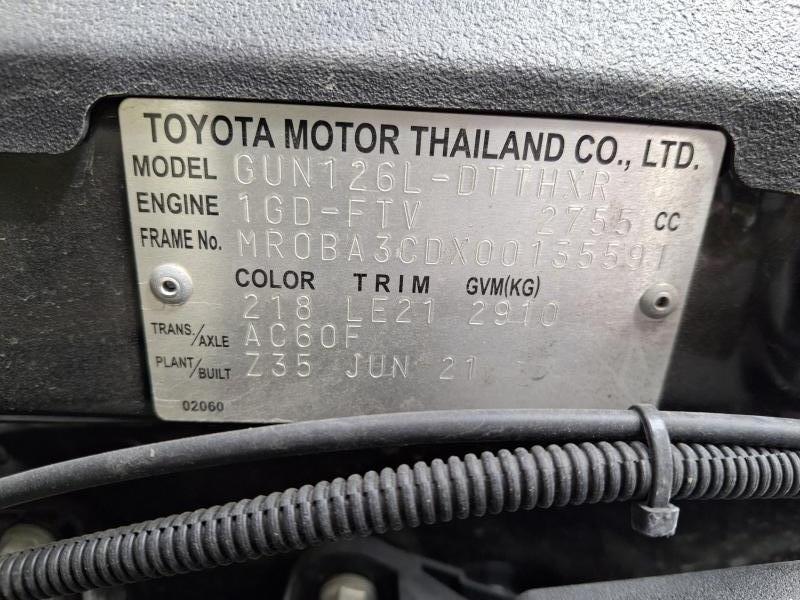 TOYOTA MOTOR THAILAND CO., LTD.
MODEL GUN126L-DTTHXR
ENGINE 1GD-FTV 2755 CC
FRAME No. MR0BA3CDX00135591
COLOR TRIM GVM(KG)
218 LE21 2910
TRANS./AXLE AC60F
PLANT/BUILT Z35 JUN 21
02060